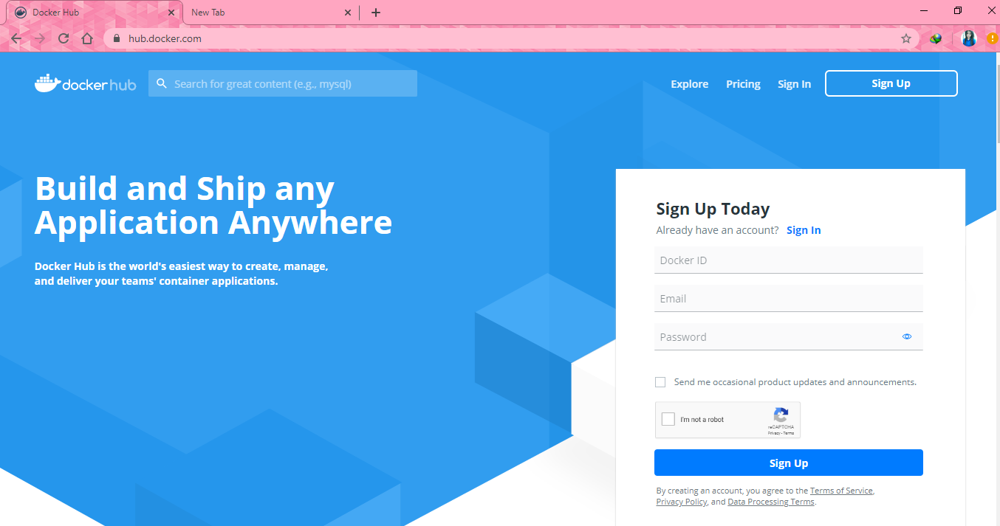 Docker Hub
New Tab
hub.docker.com
docker hub
Search for great content (e.g., mysql)
Explore
Pricing
Sign In
Sign Up
Build and Ship any
Application Anywhere
Docker Hub is the world's easiest way to create, manage,
and deliver your teams' container applications.
Sign Up Today
Already have an account? Sign In
Docker ID
Email
Password
Send me occasional product updates and announcements.
I'm not a robot
reCAPTCHA
Privacy - Terms
Sign Up
By creating an account, you agree to the Terms of Service,
Privacy Policy, and Data Processing Terms.